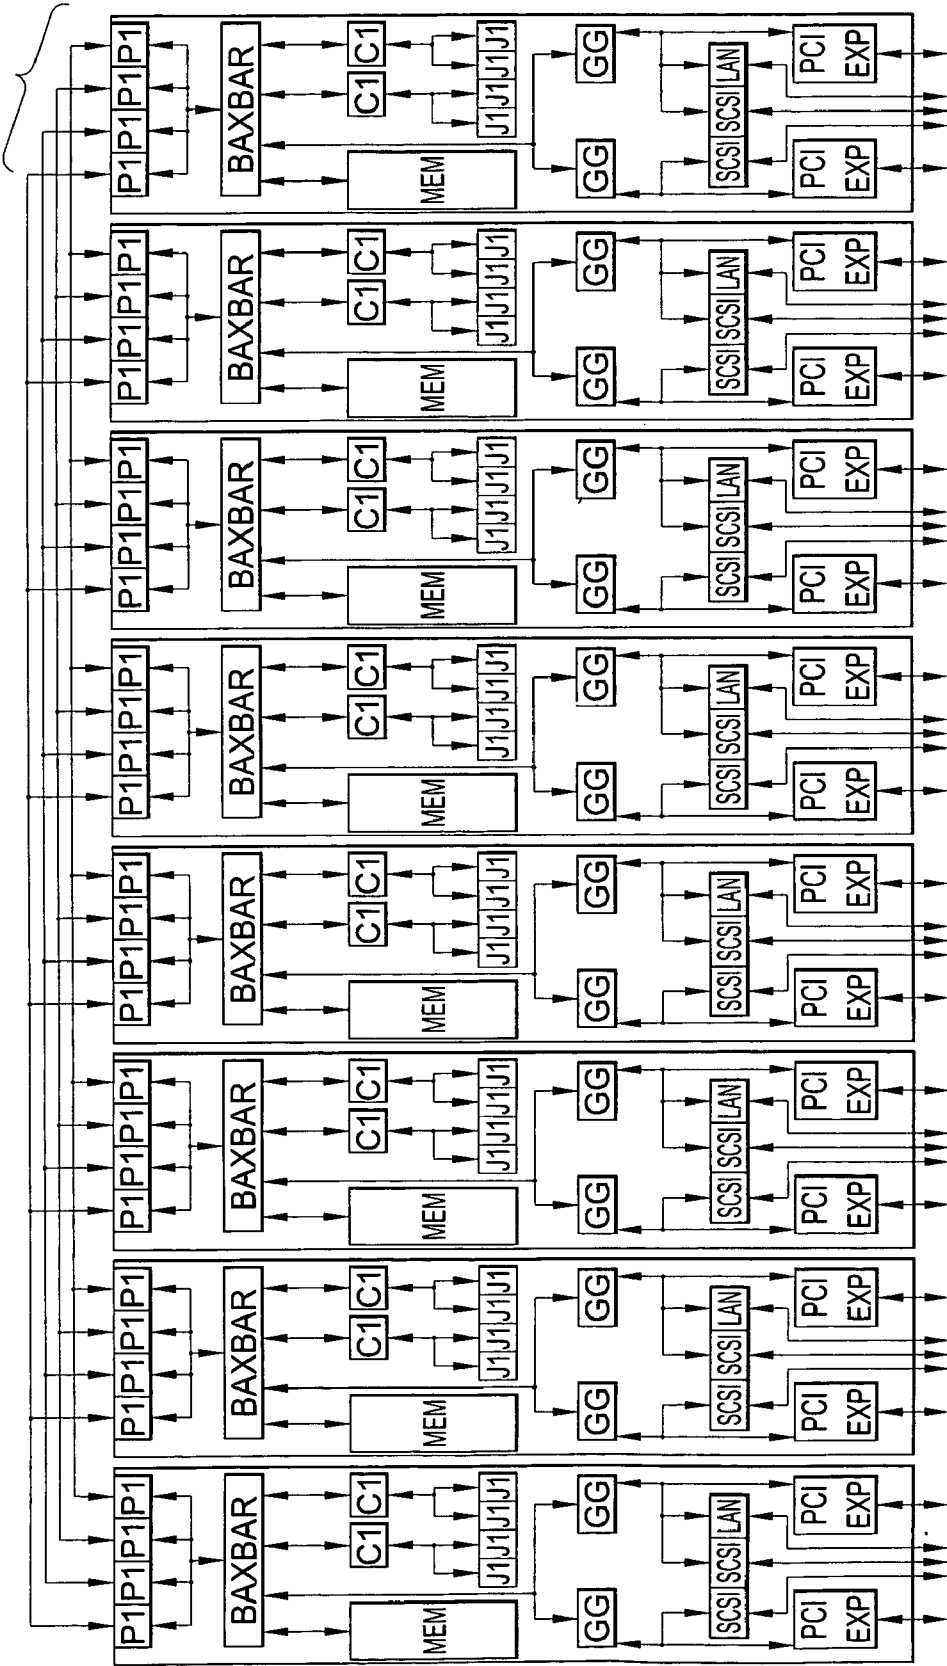 P1 P1 P1 P1
BAXBAR
C1 C1
MEM
J1 J1 J1 J1
GG GG
SCSI SCSI LAN
PCI PCI
EXP EXP
P1 P1 P1 P1
BAXBAR
C1 C1
MEM
J1 J1 J1 J1
GG GG
SCSI SCSI LAN
PCI PCI
EXP EXP
P1 P1 P1 P1
BAXBAR
C1 C1
MEM
J1 J1 J1 J1
GG GG
SCSI SCSI LAN
PCI PCI
EXP EXP
P1 P1 P1 P1
BAXBAR
C1 C1
MEM
J1 J1 J1 J1
GG GG
SCSI SCSI LAN
PCI PCI
EXP EXP
P1 P1 P1 P1
BAXBAR
C1 C1
MEM
J1 J1 J1 J1
GG GG
SCSI SCSI LAN
PCI PCI
EXP EXP
P1 P1 P1 P1
BAXBAR
C1 C1
MEM
J1 J1 J1 J1
GG GG
SCSI SCSI LAN
PCI PCI
EXP EXP
P1 P1 P1 P1
BAXBAR
C1 C1
MEM
J1 J1 J1 J1
GG GG
SCSI SCSI LAN
PCI PCI
EXP EXP
P1 P1 P1 P1
BAXBAR
C1 C1
MEM
J1 J1 J1 J1
GG GG
SCSI SCSI LAN
PCI PCI
EXP EXP